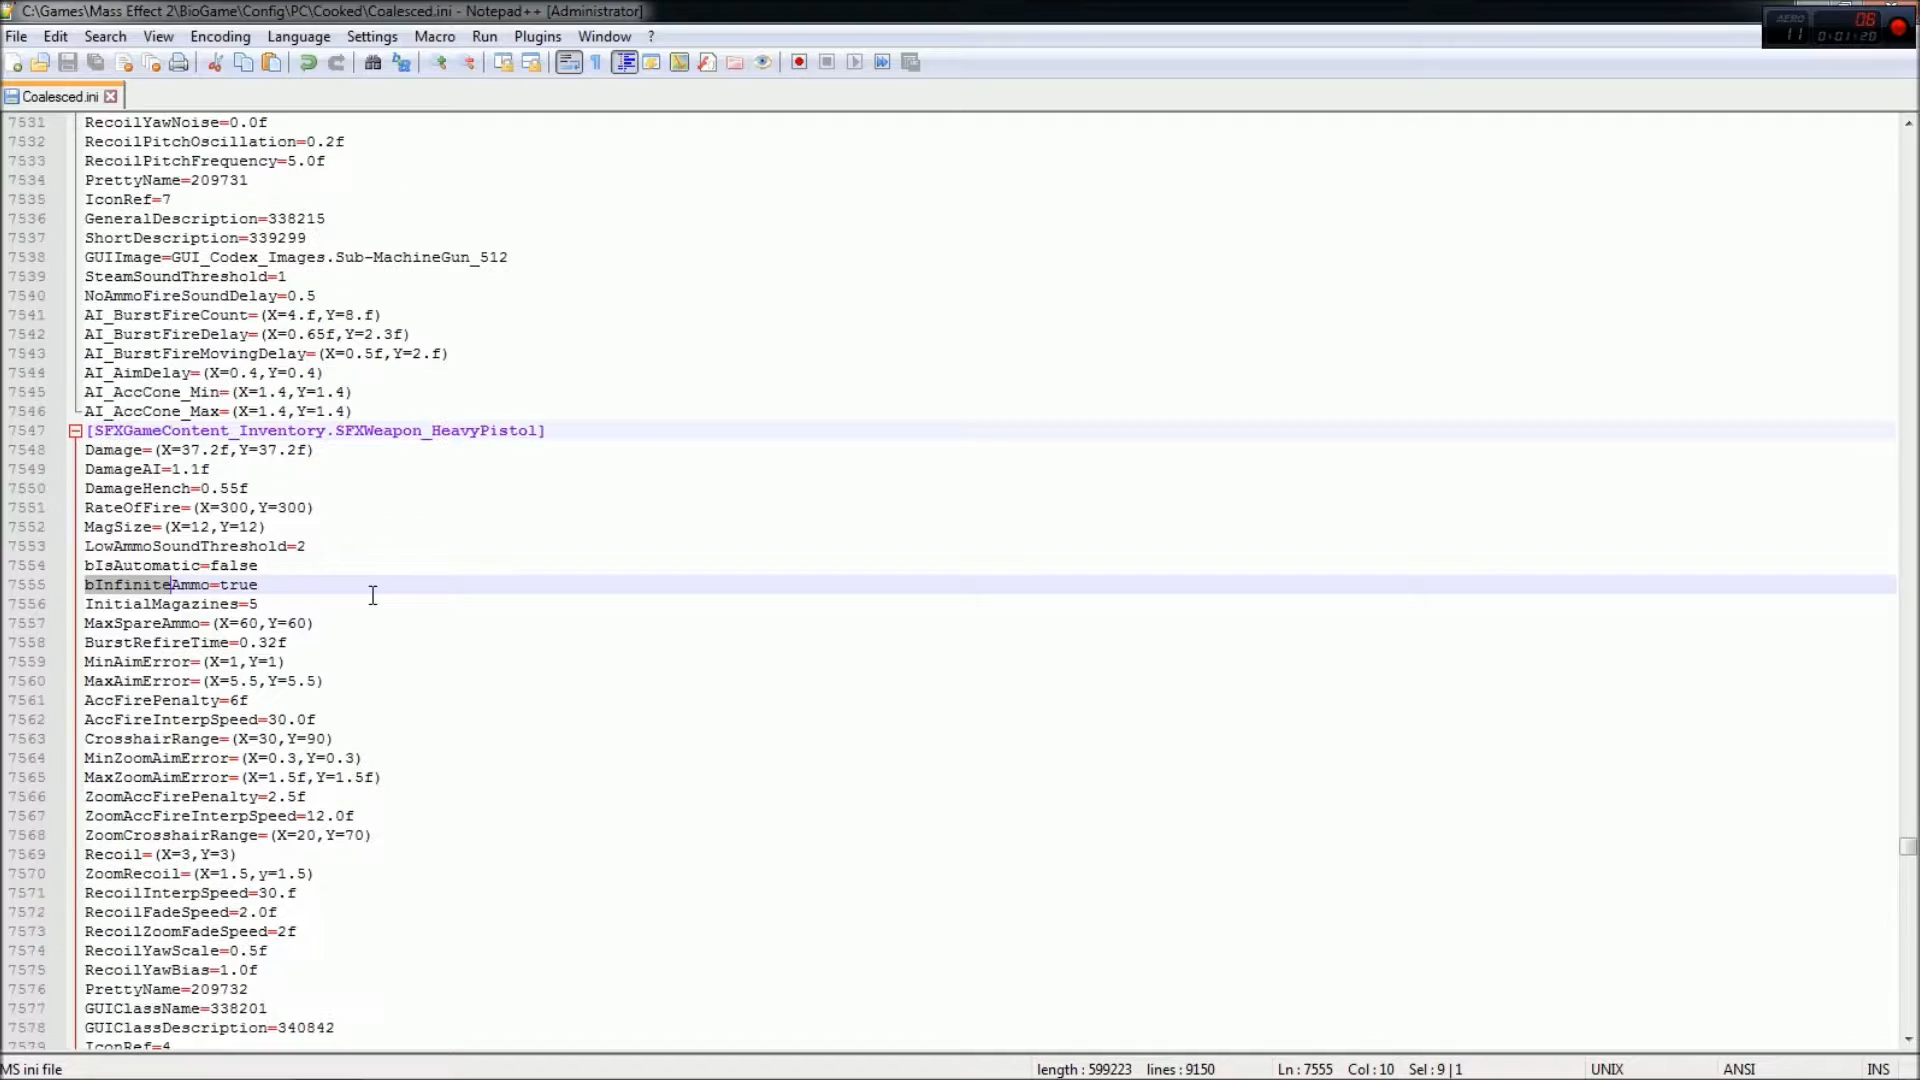 C:\Games\Mass Effect 2\BioGame\Config\PC\Cooked\Coalesced.ini - Notepad++ [Administrator]
AERO 11 06 0:01:20
File Edit Search View Encoding Language Settings Macro Run Plugins Window ?
Coalesced.ini
7531 RecoilYawNoise=0.0f
7532 RecoilPitchOscillation=0.2f
7533 RecoilPitchFrequency=5.0f
7534 PrettyName=209731
7535 IconRef=7
7536 GeneralDescription=338215
7537 ShortDescription=339299
7538 GUIImage=GUI_Codex_Images.Sub-MachineGun_512
7539 SteamSoundThreshold=1
7540 NoAmmoFireSoundDelay=0.5
7541 AI_BurstFireCount=(X=4.f,Y=8.f)
7542 AI_BurstFireDelay=(X=0.65f,Y=2.3f)
7543 AI_BurstFireMovingDelay=(X=0.5f,Y=2.f)
7544 AI_AimDelay=(X=0.4,Y=0.4)
7545 AI_AccCone_Min=(X=1.4,Y=1.4)
7546 AI_AccCone_Max=(X=1.4,Y=1.4)
7547 [SFXGameContent_Inventory.SFXWeapon_HeavyPistol]
7548 Damage=(X=37.2f,Y=37.2f)
7549 DamageAI=1.1f
7550 DamageHench=0.55f
7551 RateOfFire=(X=300,Y=300)
7552 MagSize=(X=12,Y=12)
7553 LowAmmoSoundThreshold=2
7554 bIsAutomatic=false
7555 bInfiniteAmmo=true
7556 InitialMagazines=5
7557 MaxSpareAmmo=(X=60,Y=60)
7558 BurstRefireTime=0.32f
7559 MinAimError=(X=1,Y=1)
7560 MaxAimError=(X=5.5,Y=5.5)
7561 AccFirePenalty=6f
7562 AccFireInterpSpeed=30.0f
7563 CrosshairRange=(X=30,Y=90)
7564 MinZoomAimError=(X=0.3,Y=0.3)
7565 MaxZoomAimError=(X=1.5f,Y=1.5f)
7566 ZoomAccFirePenalty=2.5f
7567 ZoomAccFireInterpSpeed=12.0f
7568 ZoomCrosshairRange=(X=20,Y=70)
7569 Recoil=(X=3,Y=3)
7570 ZoomRecoil=(X=1.5,y=1.5)
7571 RecoilInterpSpeed=30.f
7572 RecoilFadeSpeed=2.0f
7573 RecoilZoomFadeSpeed=2f
7574 RecoilYawScale=0.5f
7575 RecoilYawBias=1.0f
7576 PrettyName=209732
7577 GUIClassName=338201
7578 GUIClassDescription=340842
7579 IconRef=4
MS ini file length : 599223 lines : 9150 Ln : 7555 Col : 10 Sel : 9 | 1 UNIX ANSI INS